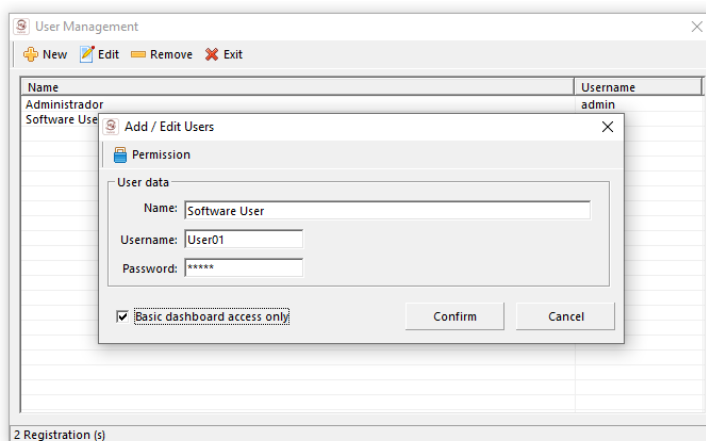 User Management
New Edit Remove Exit
Name Username
Administrador admin
Software Use
Add / Edit Users
Permission
User data
Name: Software User
Username: User01
Password: *****
Basic dashboard access only
Confirm Cancel
2 Registration (s)